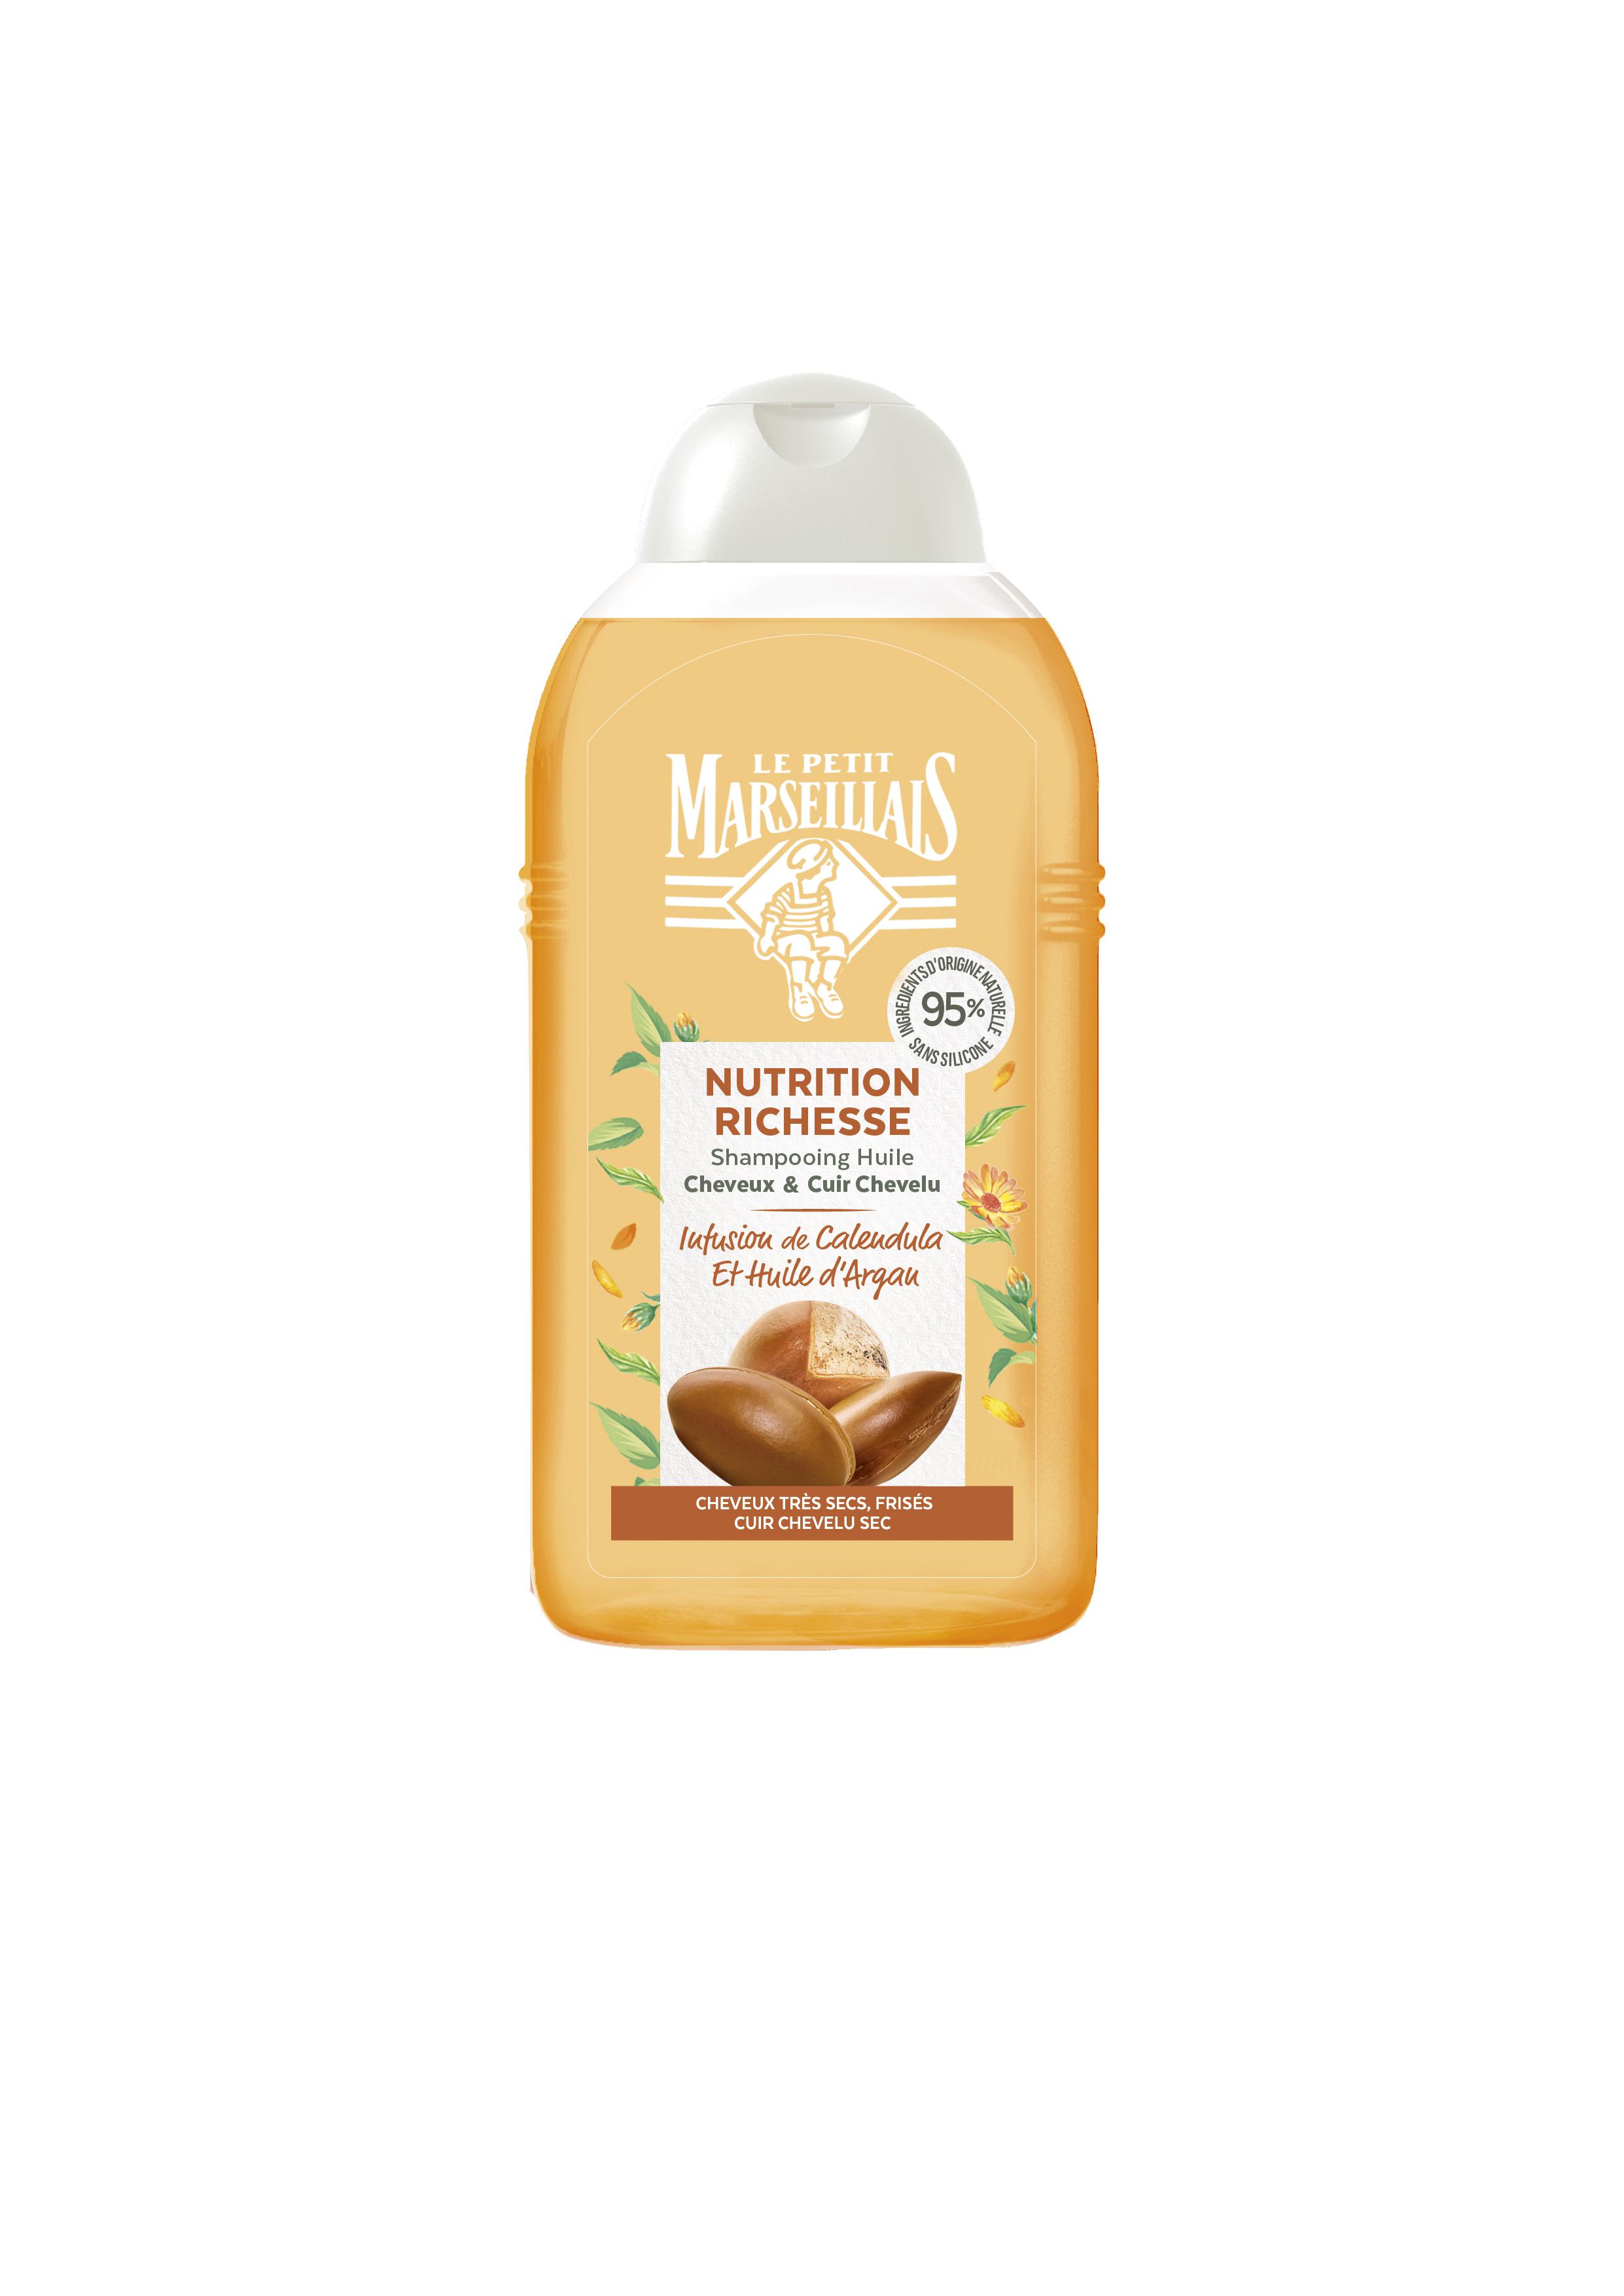 LE PETIT
MARSEILLAIS
INGREDIENTS D'ORIGINE NATURELLE
95%
SANS SILICONE
NUTRITION
RICHESSE
Shampooing Huile
Cheveux & Cuir Chevelu
Infusion de Calendula
Et Huile d'Argan
CHEVEUX TRÈS SECS, FRISÉS
CUIR CHEVELU SEC